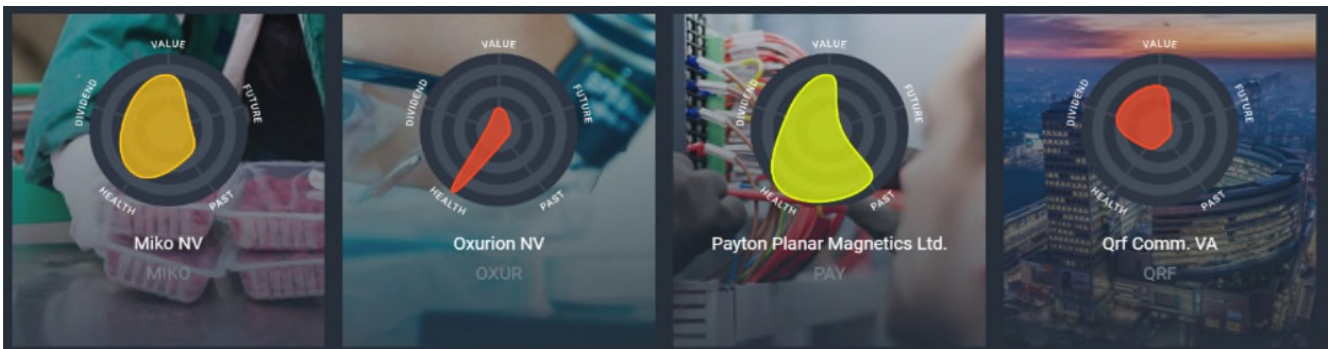 VALUE
FUTURE
PAST
HEALTH
DIVIDEND
Miko NV
MIKO
VALUE
FUTURE
PAST
HEALTH
DIVIDEND
Oxurion NV
OXUR
VALUE
FUTURE
PAST
HEALTH
DIVIDEND
Payton Planar Magnetics Ltd.
PAY
VALUE
FUTURE
PAST
HEALTH
DIVIDEND
Qrf Comm. VA
QRF